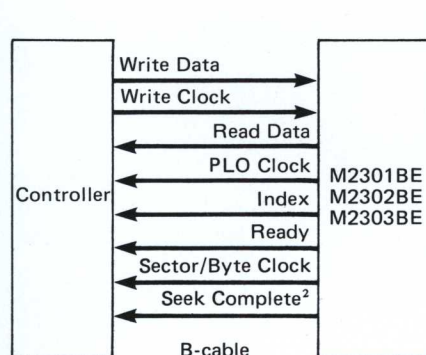 Write Data
Write Clock
Read Data
PLO Clock
Controller
M2301BE
Index
M2302BE
M2303BE
Ready
Sector/Byte Clock
Seek Complete²
B-cable